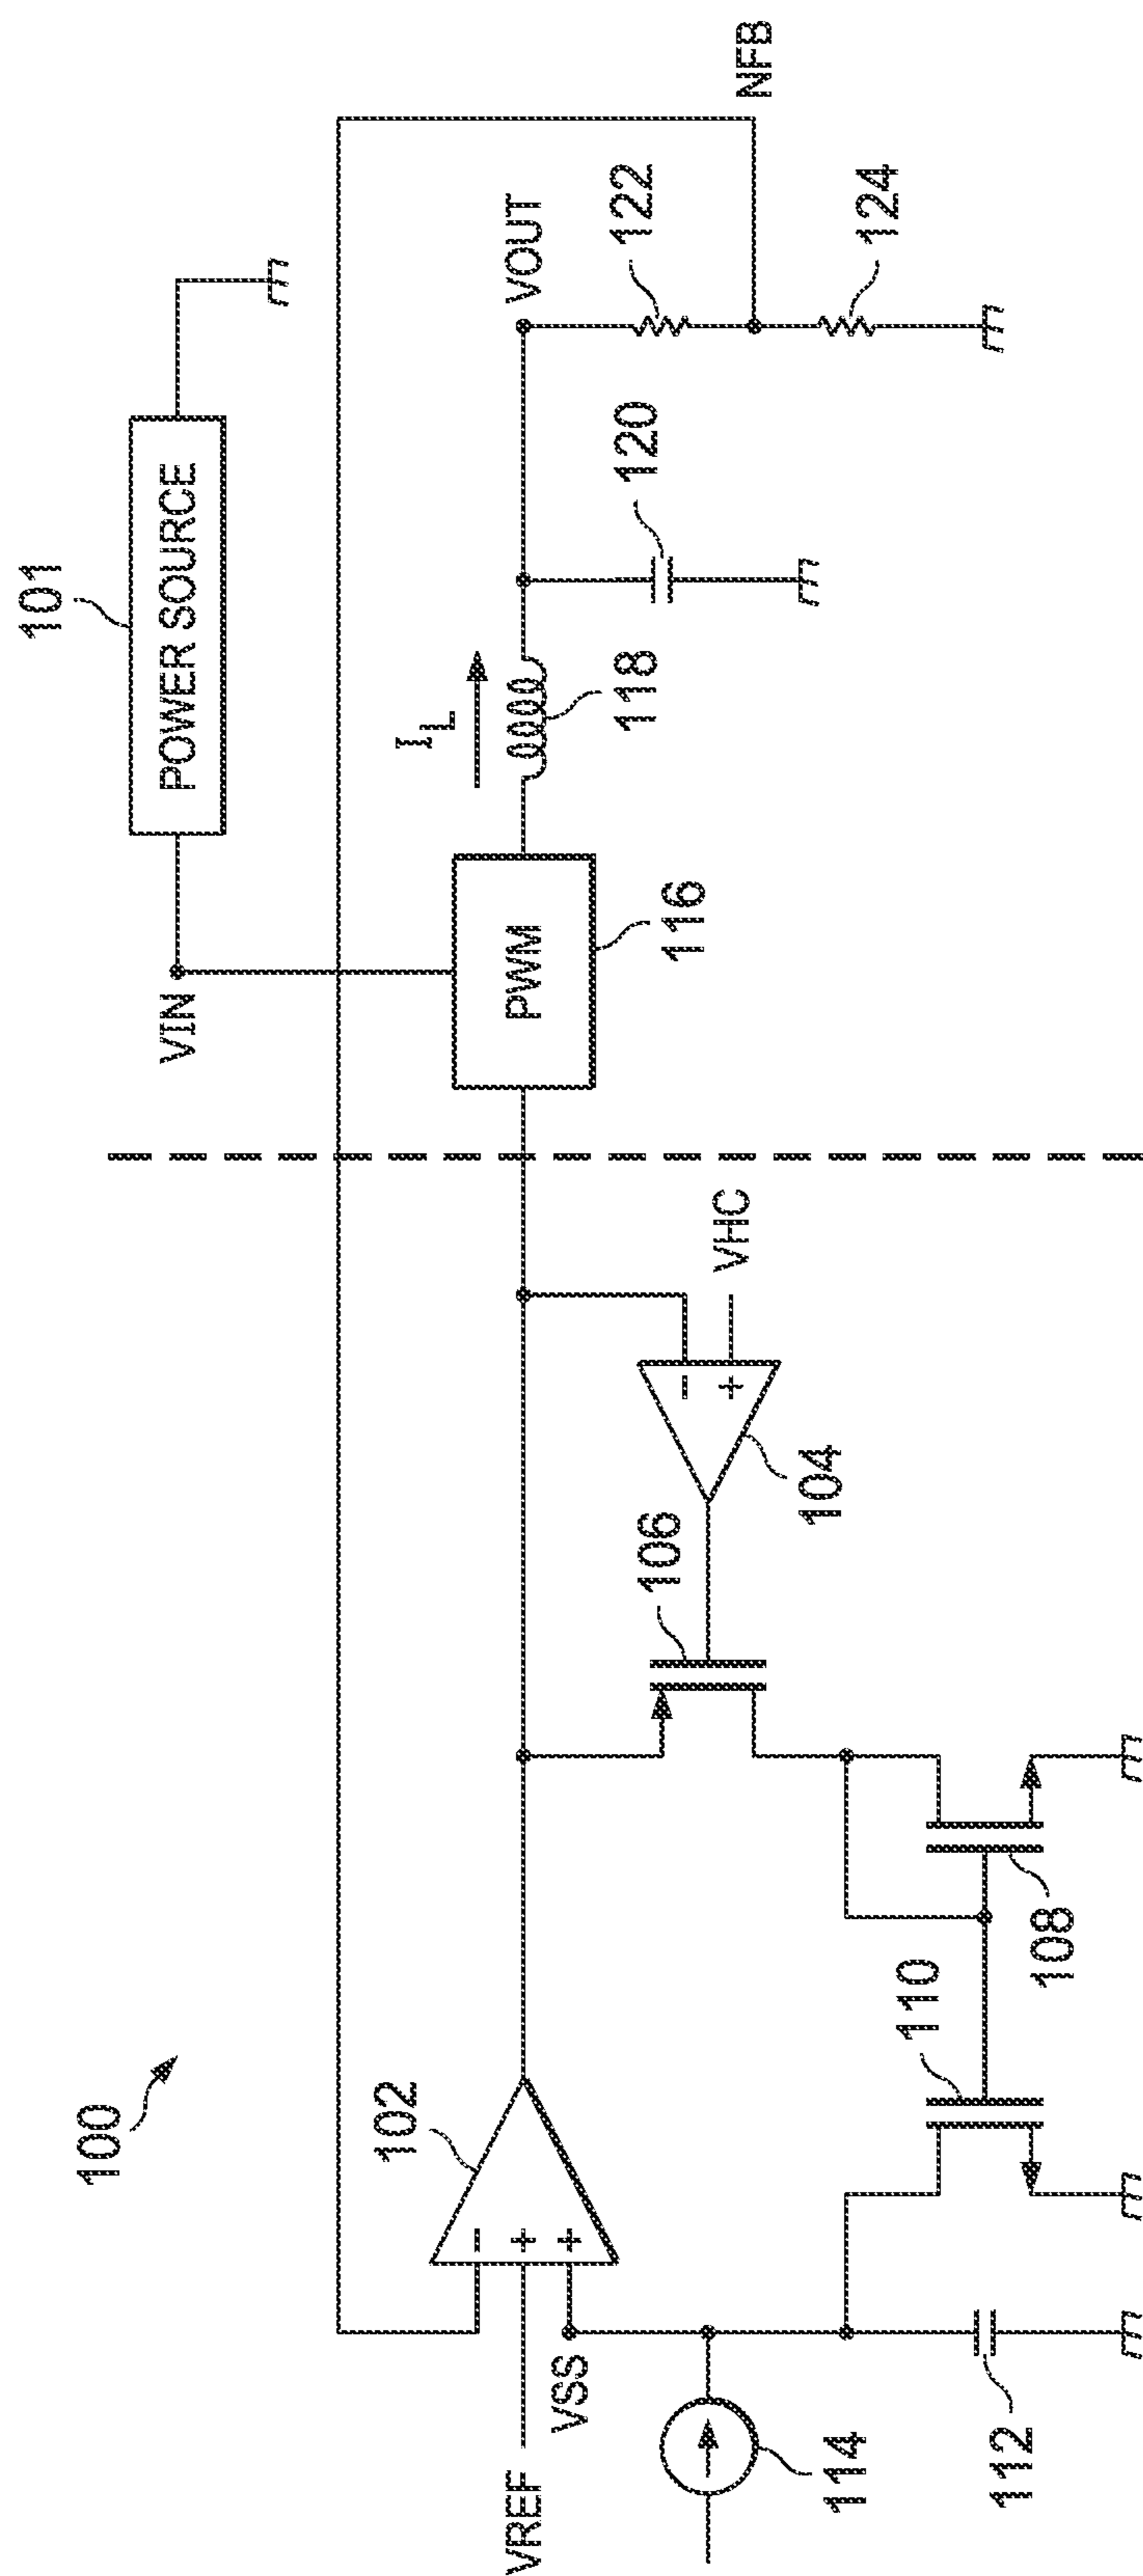 100
101
POWER SOURCE
VIN
NFB
102
I_L
VOUT
VREF
VSS
-
+
+
PWM
116
118
120
122
124
106
-
+
VHC
104
114
110
108
112